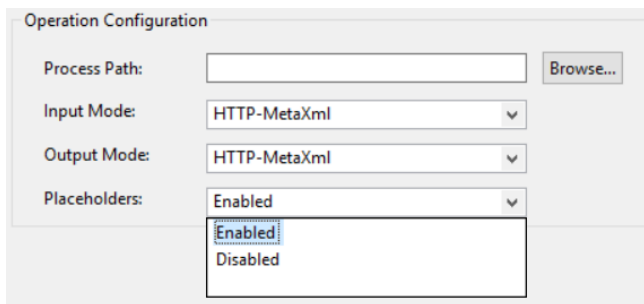 Operation Configuration
Process Path:
Browse...
Input Mode:
HTTP-MetaXml
Output Mode:
HTTP-MetaXml
Placeholders:
Enabled
Enabled
Disabled